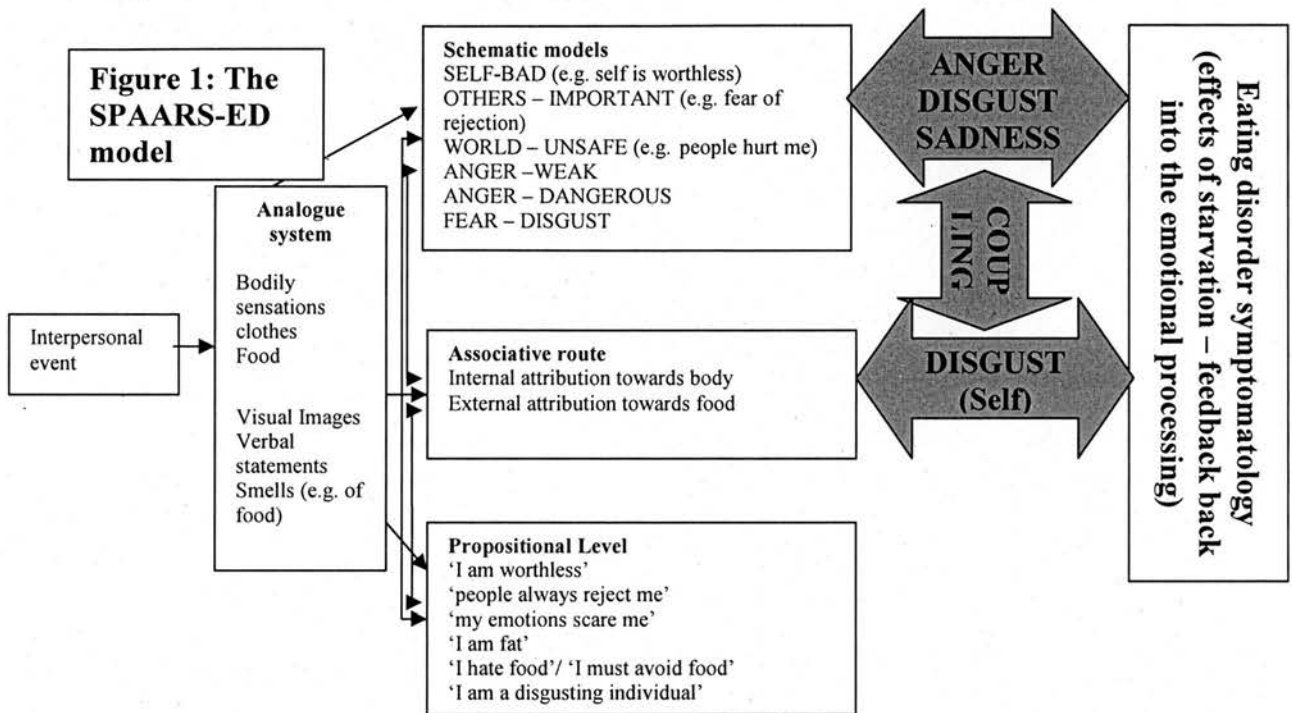 Figure 1: The
SPAARS-ED
model
Interpersonal
event
Analogue
system
Bodily
sensations
clothes
Food
Visual Images
Verbal
statements
Smells (e.g. of
food)
Schematic models
SELF-BAD (e.g. self is worthless)
OTHERS – IMPORTANT (e.g. fear of
rejection)
WORLD – UNSAFE (e.g. people hurt me)
ANGER –WEAK
ANGER – DANGEROUS
FEAR – DISGUST
Associative route
Internal attribution towards body
External attribution towards food
Propositional Level
‘I am worthless’
‘people always reject me’
‘my emotions scare me’
‘I am fat’
‘I hate food’/ ‘I must avoid food’
‘I am a disgusting individual’
ANGER
DISGUST
SADNESS
COUP
LING
DISGUST
(Self)
Eating disorder symptomatology
(effects of starvation – feedback back
into the emotional processing)